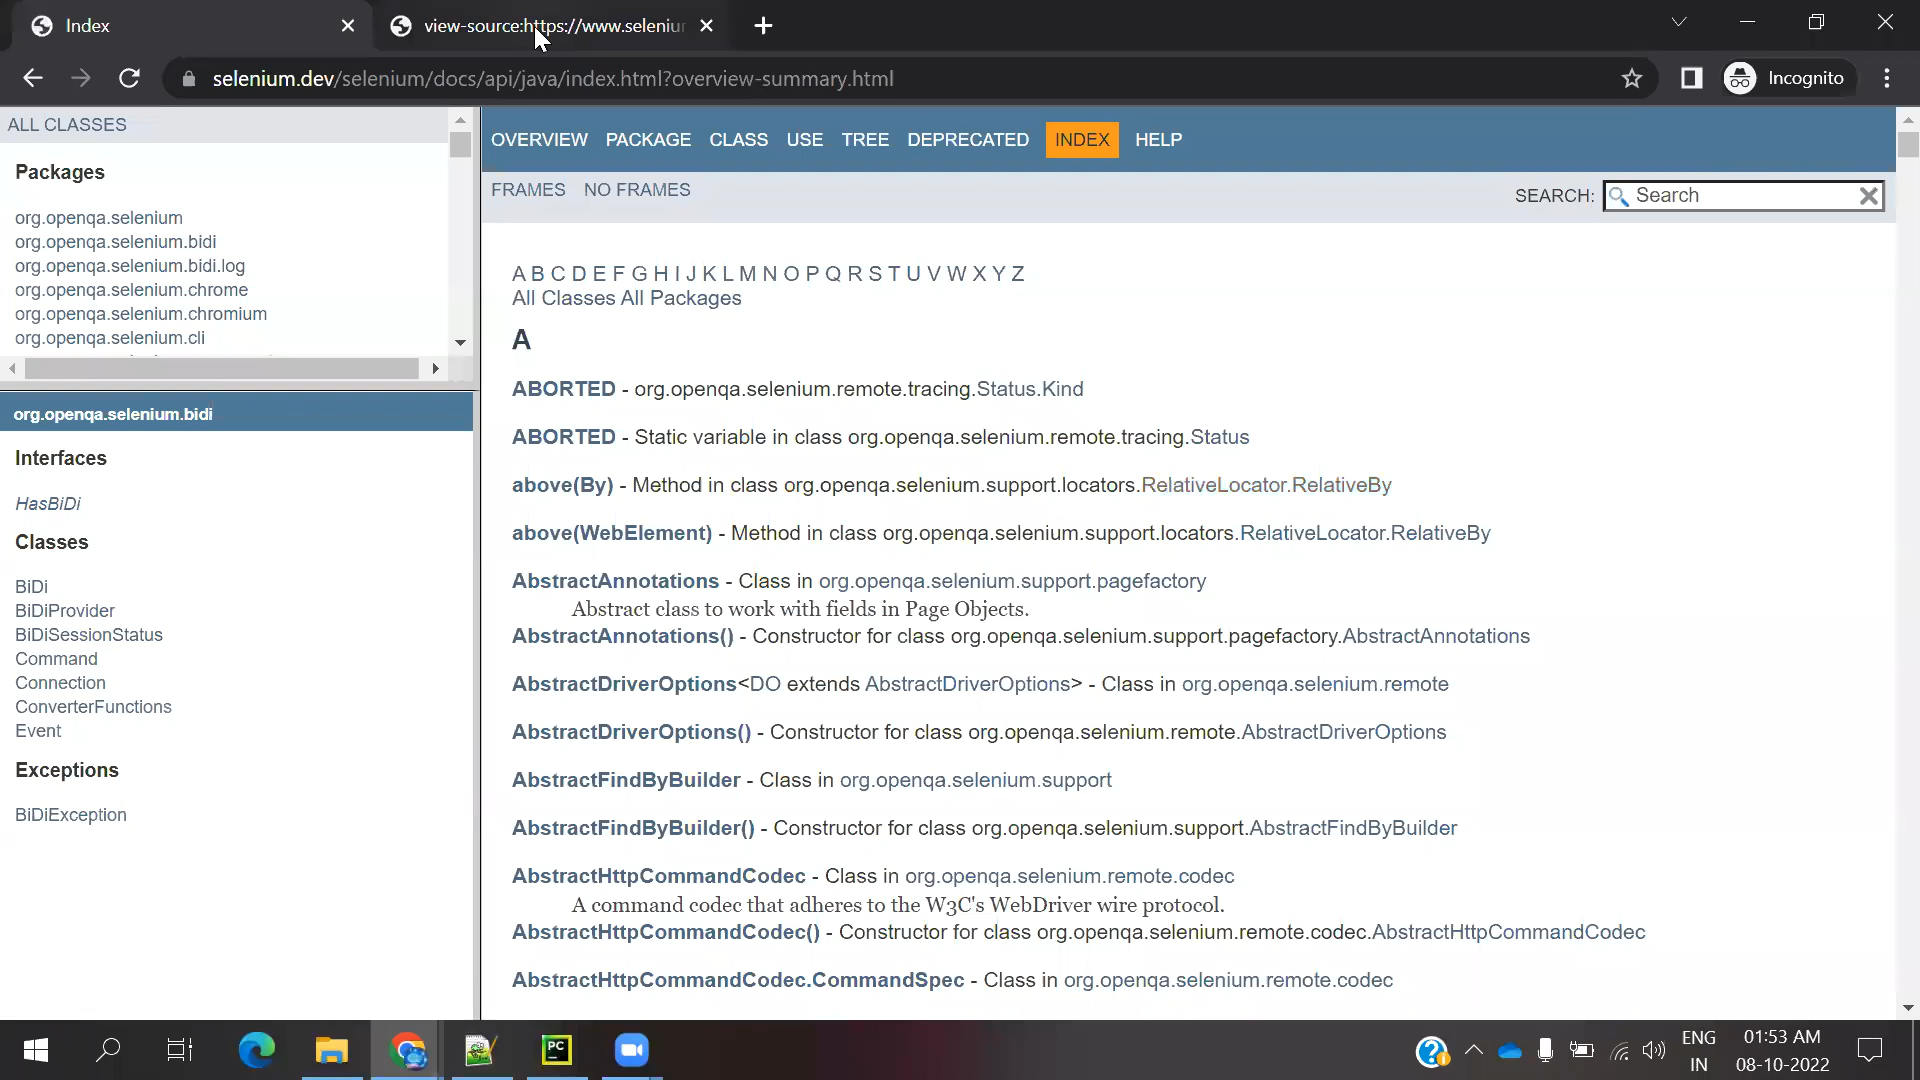 Index
view-source:https://www.seleniu
selenium.dev/selenium/docs/api/java/index.html?overview-summary.html
Incognito
ALL CLASSES
Packages
org.openqa.selenium
org.openqa.selenium.bidi
org.openqa.selenium.bidi.log
org.openqa.selenium.chrome
org.openqa.selenium.chromium
org.openqa.selenium.cli
org.openqa.selenium.bidi
Interfaces
HasBiDi
Classes
BiDi
BiDiProvider
BiDiSessionStatus
Command
Connection
ConverterFunctions
Event
Exceptions
BiDiException
OVERVIEW PACKAGE CLASS USE TREE DEPRECATED INDEX HELP
FRAMES NO FRAMES
SEARCH: Search
A B C D E F G H I J K L M N O P Q R S T U V W X Y Z
All Classes All Packages
A
ABORTED - org.openqa.selenium.remote.tracing.Status.Kind
ABORTED - Static variable in class org.openqa.selenium.remote.tracing.Status
above(By) - Method in class org.openqa.selenium.support.locators.RelativeLocator.RelativeBy
above(WebElement) - Method in class org.openqa.selenium.support.locators.RelativeLocator.RelativeBy
AbstractAnnotations - Class in org.openqa.selenium.support.pagefactory
Abstract class to work with fields in Page Objects.
AbstractAnnotations() - Constructor for class org.openqa.selenium.support.pagefactory.AbstractAnnotations
AbstractDriverOptions<DO extends AbstractDriverOptions> - Class in org.openqa.selenium.remote
AbstractDriverOptions() - Constructor for class org.openqa.selenium.remote.AbstractDriverOptions
AbstractFindByBuilder - Class in org.openqa.selenium.support
AbstractFindByBuilder() - Constructor for class org.openqa.selenium.support.AbstractFindByBuilder
AbstractHttpCommandCodec - Class in org.openqa.selenium.remote.codec
A command codec that adheres to the W3C's WebDriver wire protocol.
AbstractHttpCommandCodec() - Constructor for class org.openqa.selenium.remote.codec.AbstractHttpCommandCodec
AbstractHttpCommandCodec.CommandSpec - Class in org.openqa.selenium.remote.codec
PC
ENG
IN
01:53 AM
08-10-2022